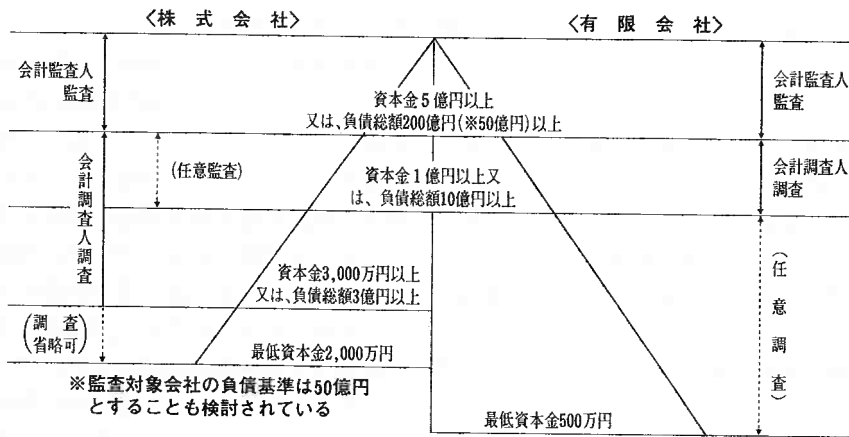 〈株式会社〉
〈有限会社〉
会計監査人
監査
資本金5億円以上
又は、負債総額200億円(※50億円)以上
会計監査人
監査
会計調査人調査
(任意監査)
資本金1億円以上又
は、負債総額10億円以上
会計調査人
調査
資本金3,000万円以上
又は、負債総額3億円以上
(任意調査)
(調査
省略可)
最低資本金2,000万円
※監査対象会社の負債基準は50億円
とすることも検討されている
最低資本金500万円